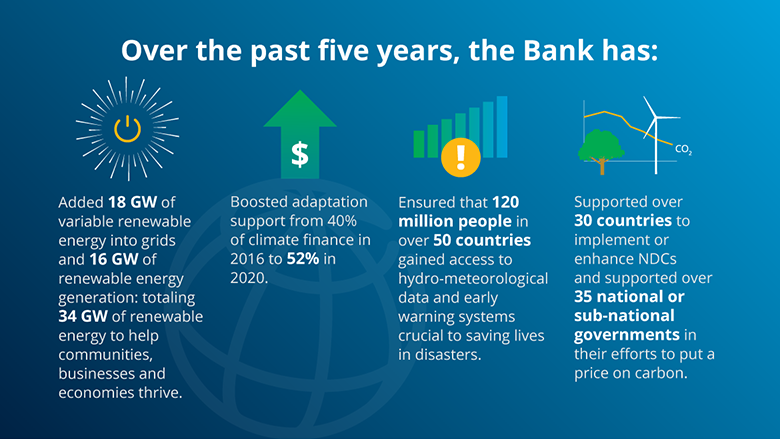 Over the past five years, the Bank has:
$
!
CO2
Added 18 GW of
variable renewable
energy into grids
and 16 GW of
renewable energy
generation: totaling
34 GW of renewable
energy to help
communities,
businesses and
economies thrive.
Boosted adaptation
support from 40%
of climate finance in
2016 to 52% in
2020.
Ensured that 120
million people in
over 50 countries
gained access to
hydro-meteorological
data and early
warning systems
crucial to saving lives
in disasters.
Supported over
30 countries to
implement or
enhance NDCs
and supported over
35 national or
sub-national
governments in
their efforts to put a
price on carbon.